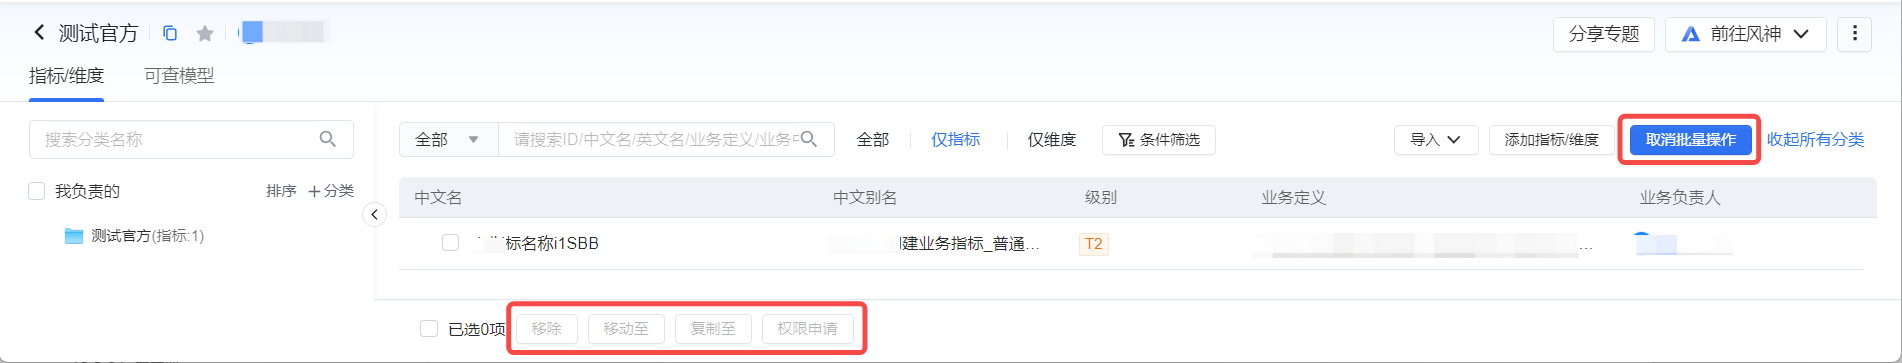 测试官方
分享专题
前往风神
指标/维度
可查模型
搜索分类名称
全部
请搜索ID/中文名/英文名/业务定义/业务
全部
仅指标
仅维度
条件筛选
导入
添加指标/维度
取消批量操作
收起所有分类
我负责的
排序
+分类
测试官方(指标:1)
中文名
中文别名
级别
业务定义
业务负责人
标名称i1SBB
建业务指标_普通...
T2
...
已选0项
移除
移动至
复制至
权限申请